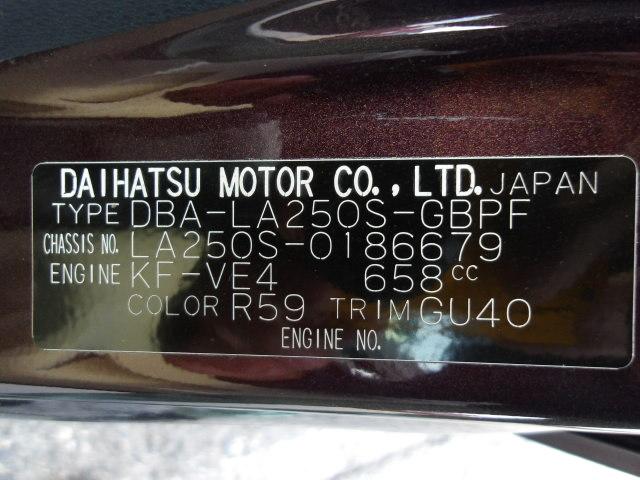 DAIHATSU MOTOR CO., LTD. JAPAN
TYPE DBA-LA250S-GBPF
CHASSIS NO. LA250S-0186679
ENGINE KF-VE4 658cc
COLOR R59 TRIM GU40
ENGINE NO.